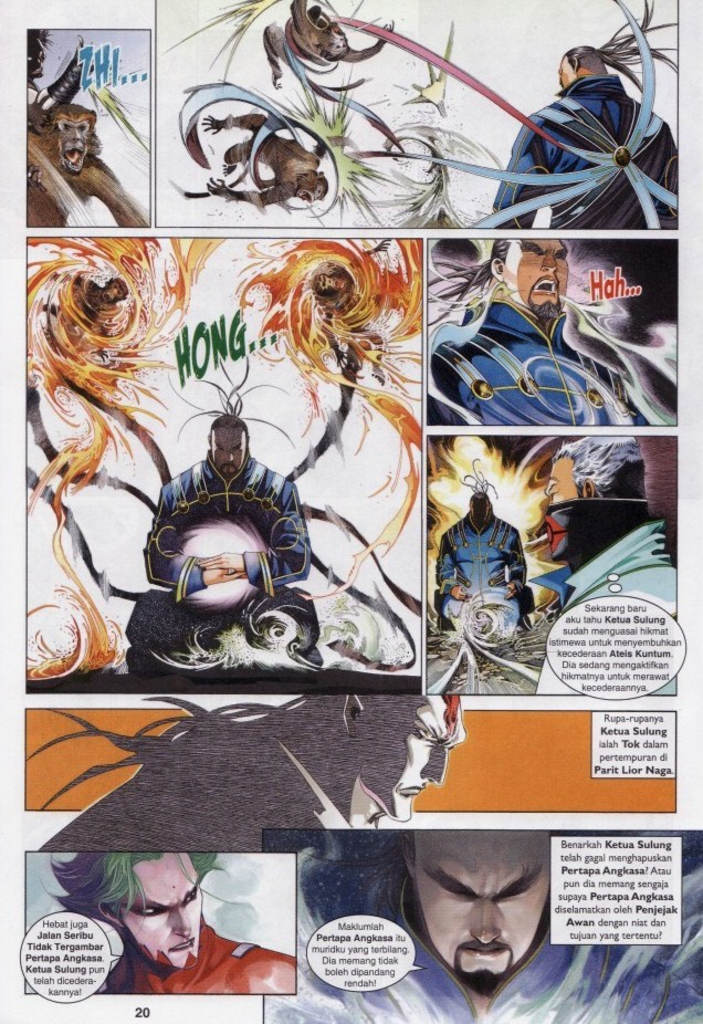 ZHI...
HONG...
Hah...
Sekarang baru
aku tahu Ketua Sulung
sudah menguasai hikmat
istimewa untuk menyembuhkan
kecederaan Ateis Kuntum.
Dia sedang mengaktifkan
hikmatnya untuk merawat
kecederaannya.
Rupa-rupanya
Ketua Sulung
ialah Tok dalam
pertempuran di
Parit Lior Naga.
Hebat juga
Jalan Seribu
Tidak Tergambar
Pertapa Angkasa.
Ketua Sulung pun
telah dicedera-
kannya!
Maklumlah
Pertapa Angkasa itu
muridku yang terbilang.
Dia memang tidak
boleh dipandang
rendah!
Benarkah Ketua Sulung
telah gagal menghapuskan
Pertapa Angkasa? Atau
pun dia memang sengaja
supaya Pertapa Angkasa
diselamatkan oleh Penjejak
Awan dengan niat dan
tujuan yang tertentu?
20